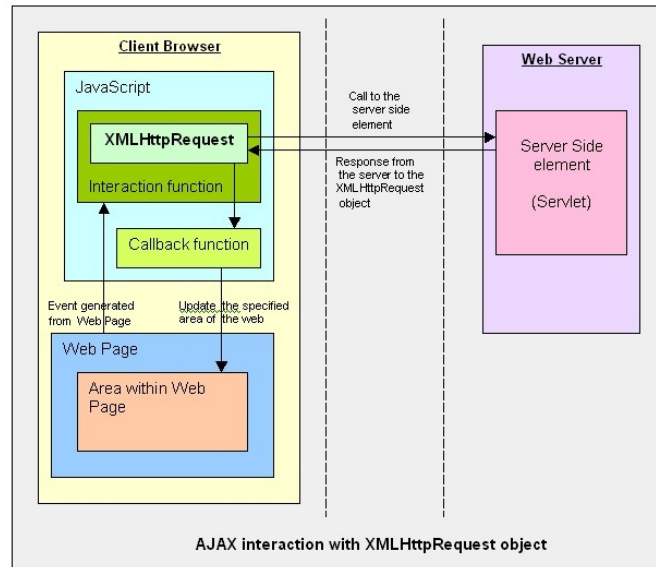 Client Browser
JavaScript
XMLHttpRequest
Interaction function
Callback function
Event generated
from Web Page
Update the specified
area of the web
Web Page
Area within Web
Page
Call to the
server side
element
Response from
the server to the
XMLHttpRequest
object
Web Server
Server Side
element
(Servlet)
AJAX interaction with XMLHttpRequest object